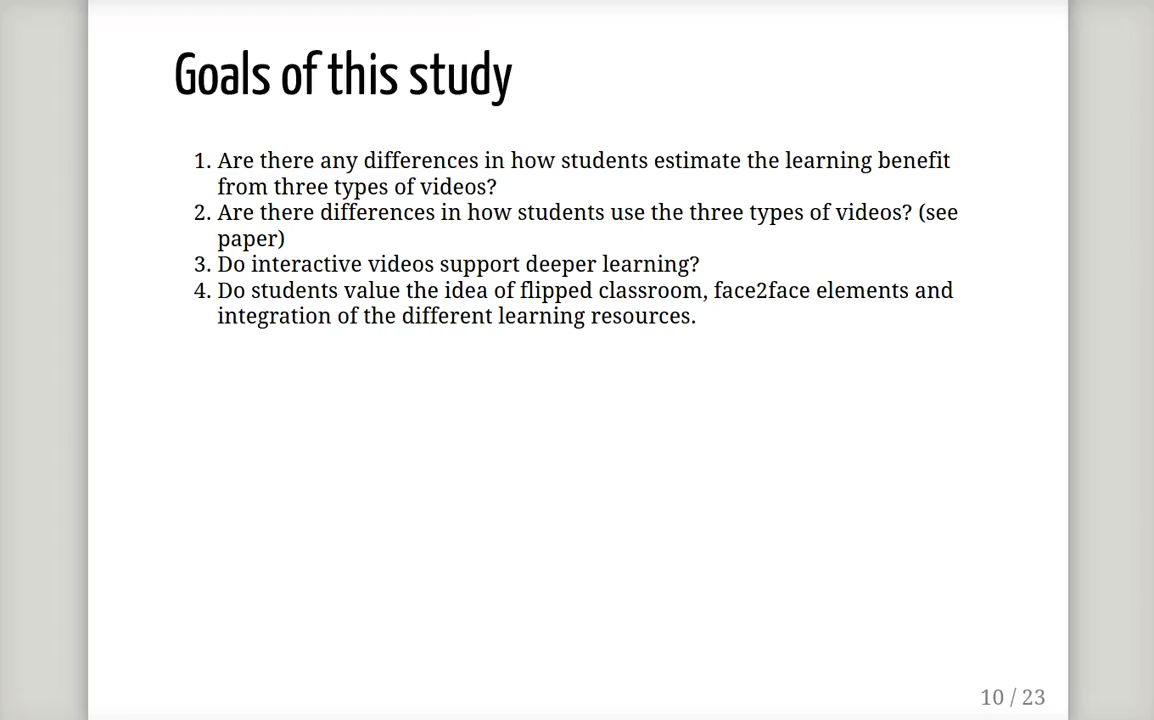 Goals of this study
1. Are there any differences in how students estimate the learning benefit
from three types of videos?
2. Are there differences in how students use the three types of videos? (see
paper)
3. Do interactive videos support deeper learning?
4. Do students value the idea of flipped classroom, face2face elements and
integration of the different learning resources.
10 / 23